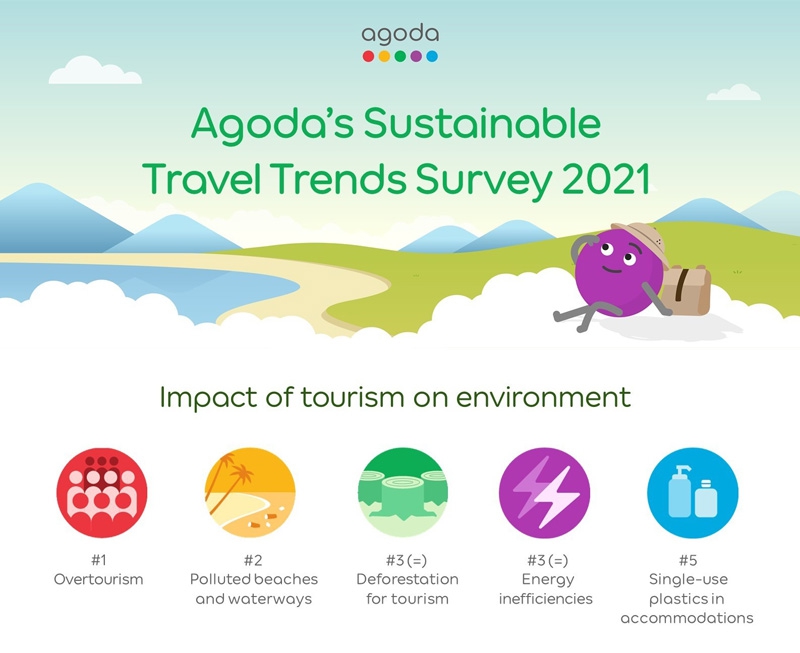 agoda
Agoda's Sustainable
Travel Trends Survey 2021
Impact of tourism on environment
#1
Overtourism
#2
Polluted beaches
and waterways
#3 (=)
Deforestation
for tourism
#3 (=)
Energy
inefficiencies
#5
Single-use
plastics in
accommodations